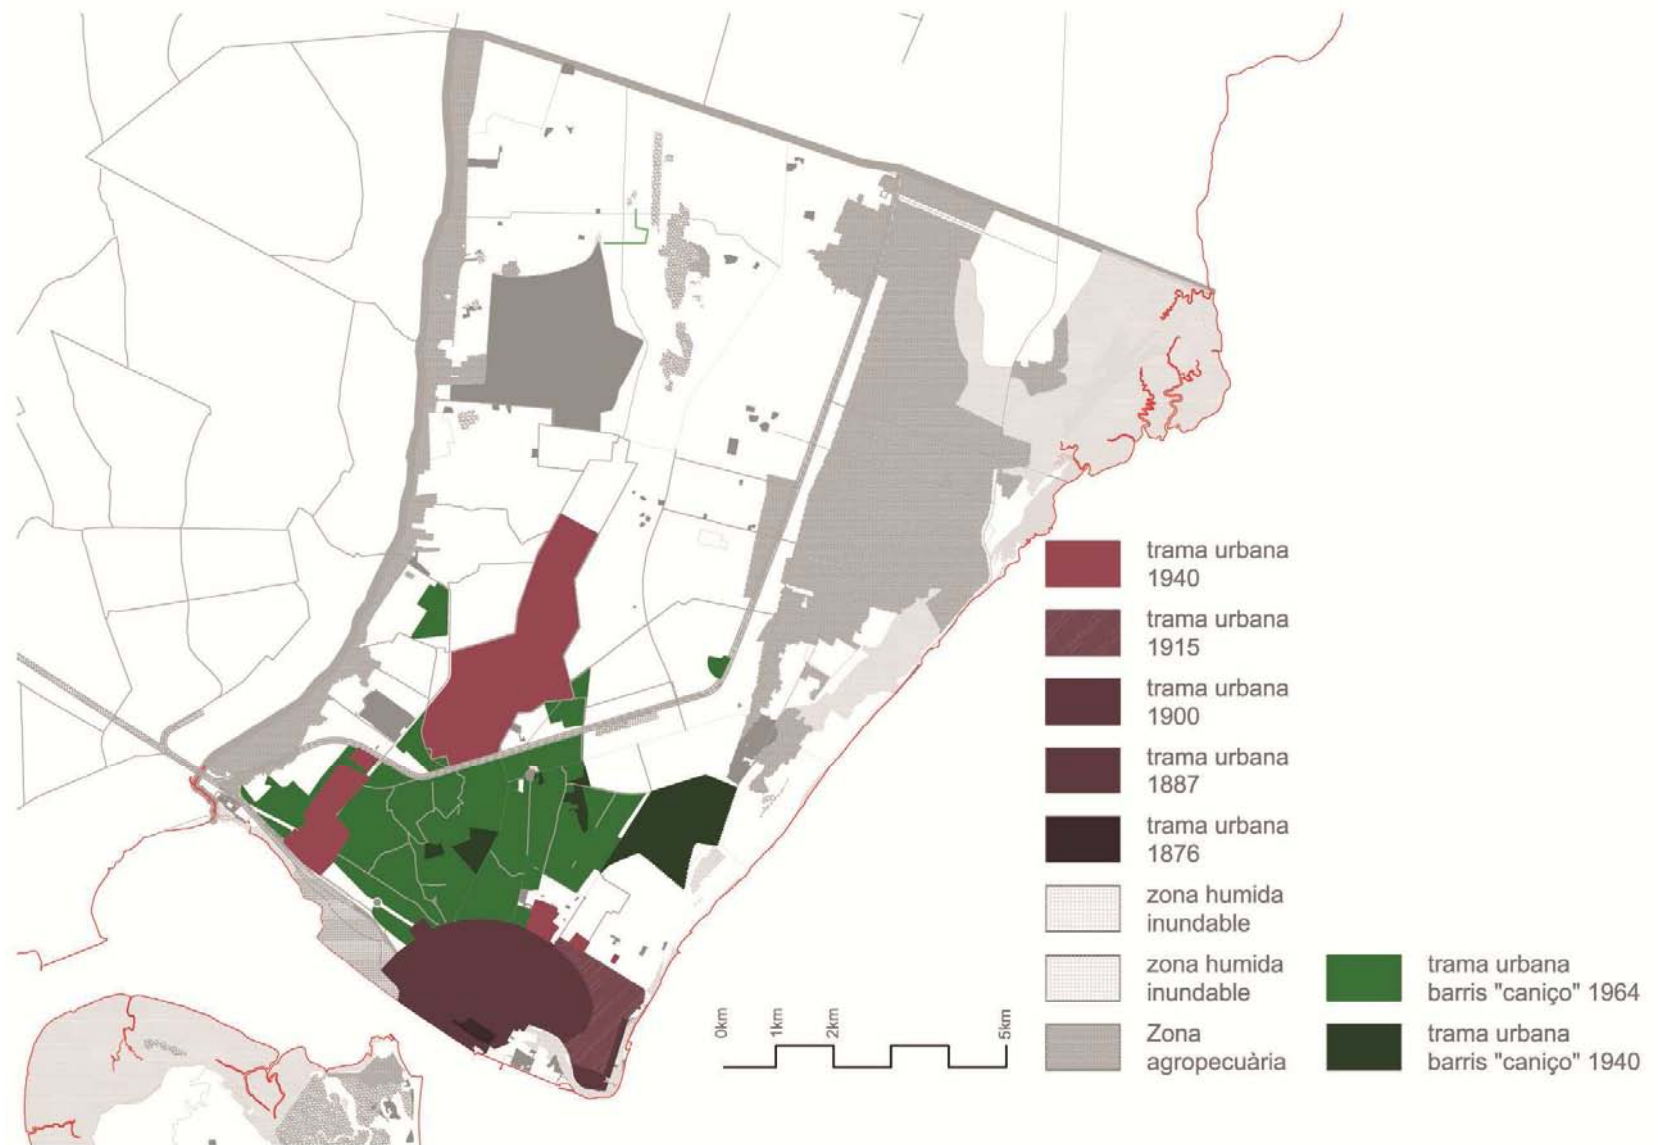 trama urbana
1940
trama urbana
1915
trama urbana
1900
trama urbana
1887
trama urbana
1876
zona humida
inundable
zona humida
inundable
Zona
agropecuària
trama urbana
barris "caniço" 1964
trama urbana
barris "caniço" 1940
0km
1km
2km
5km